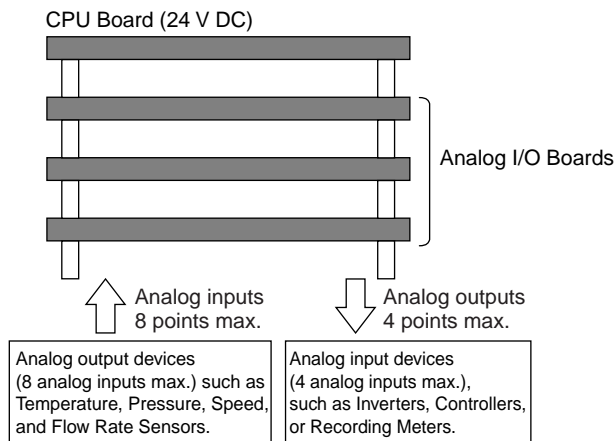 CPU Board (24 V DC)
Analog I/O Boards
Analog inputs
8 points max.
Analog outputs
4 points max.
Analog output devices
(8 analog inputs max.) such as
Temperature, Pressure, Speed,
and Flow Rate Sensors.
Analog input devices
(4 analog inputs max.),
such as Inverters, Controllers,
or Recording Meters.